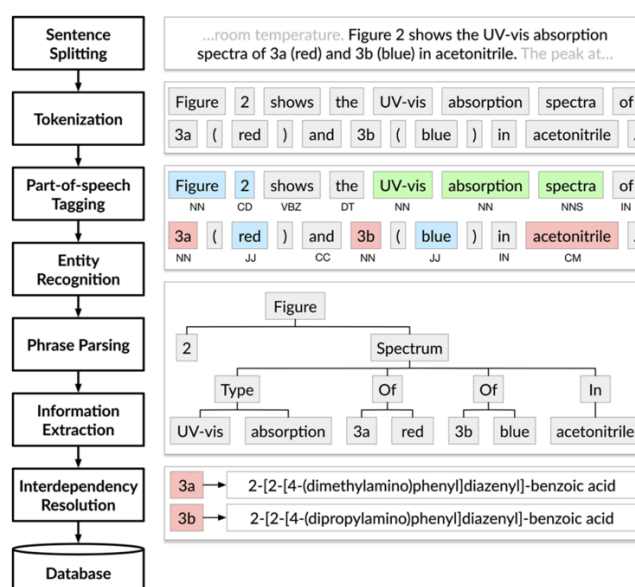 Sentence
Splitting
Tokenization
Part-of-speech
Tagging
Entity
Recognition
Phrase Parsing
Information
Extraction
Interdependency
Resolution
Database
...room temperature. Figure 2 shows the UV-vis absorption
spectra of 3a (red) and 3b (blue) in acetonitrile. The peak at...
Figure 2 shows the UV-vis absorption spectra of
3a ( red ) and 3b ( blue ) in acetonitrile .
Figure 2 shows the UV-vis absorption spectra of
NN CD VBZ DT NN NN NNS IN
3a ( red ) and 3b ( blue ) in acetonitrile .
NN JJ CC NN JJ IN CM
Figure
2 Spectrum
Type Of Of In
UV-vis absorption 3a red 3b blue acetonitrile
3a 2-[2-[4-(dimethylamino)phenyl]diazenyl]-benzoic acid
3b 2-[2-[4-(dipropylamino)phenyl]diazenyl]-benzoic acid